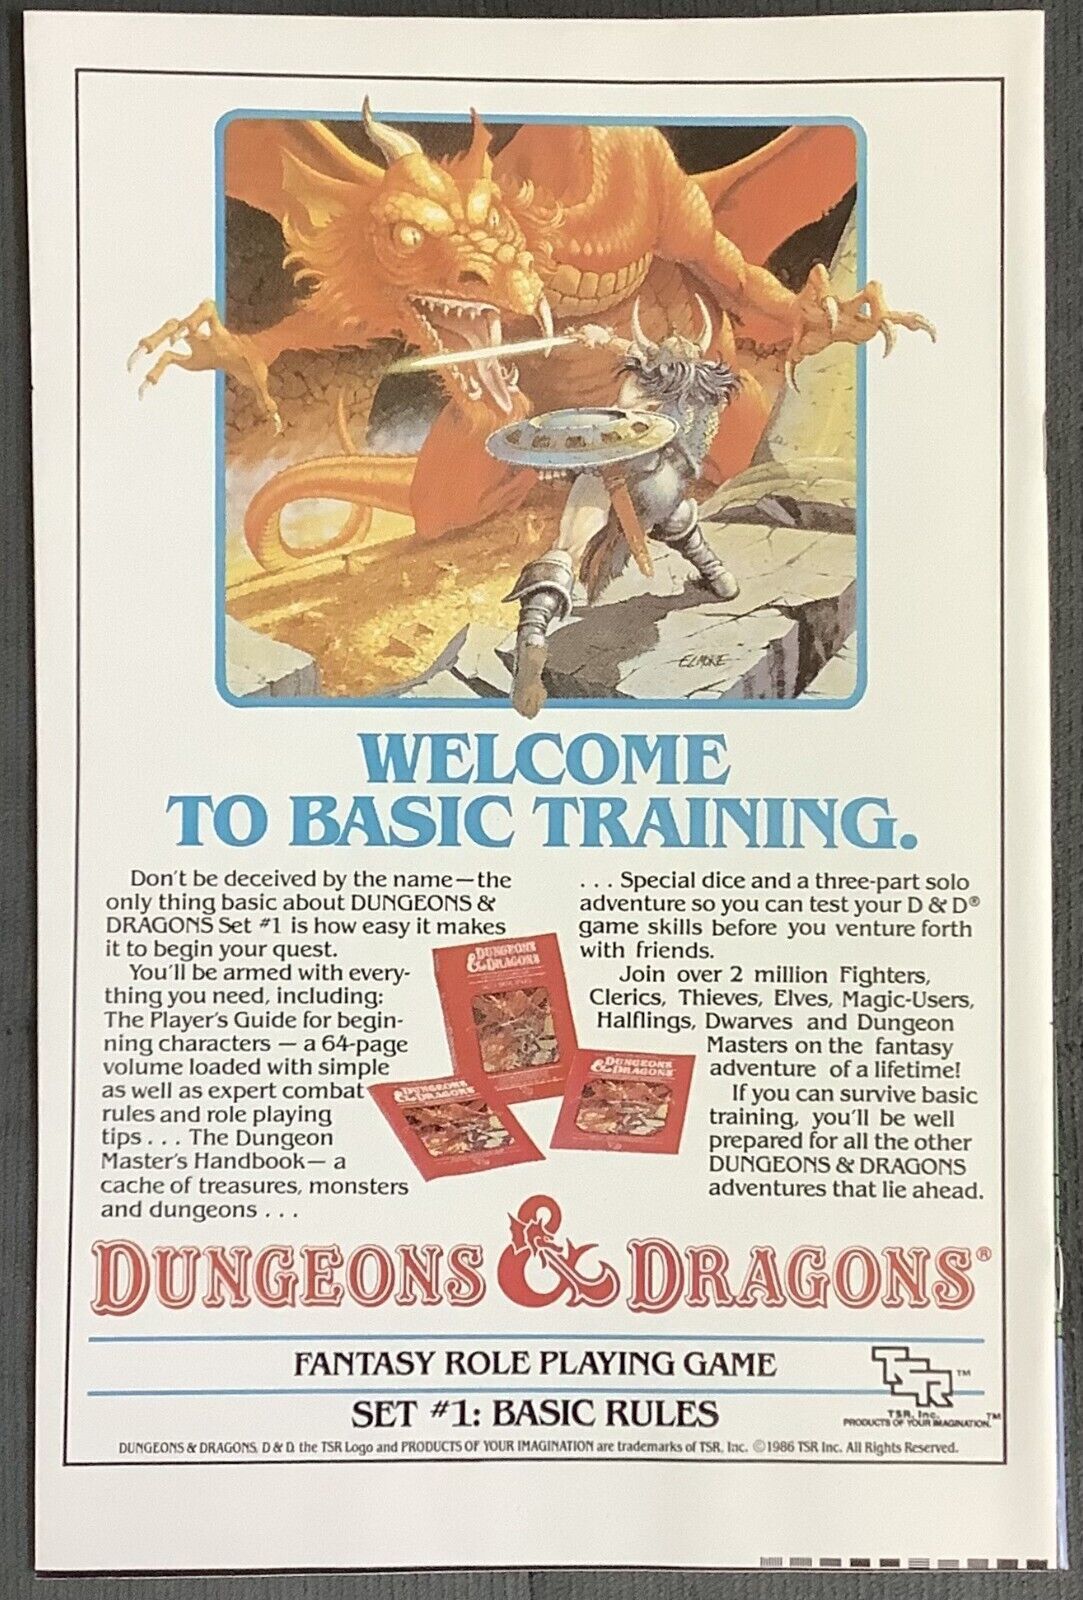 ELMORE
WELCOME
TO BASIC TRAINING.
Don't be deceived by the name—the
only thing basic about DUNGEONS &
DRAGONS Set #1 is how easy it makes
it to begin your quest.
You'll be armed with every-
thing you need, including:
The Player's Guide for begin-
ning characters — a 64-page
volume loaded with simple
as well as expert combat
rules and role playing
tips . . . The Dungeon
Master's Handbook— a
cache of treasures, monsters
and dungeons . . .
. . . Special dice and a three-part solo
adventure so you can test your D & D®
game skills before you venture forth
with friends.
Join over 2 million Fighters,
Clerics, Thieves, Elves, Magic-Users,
Halflings, Dwarves and Dungeon
Masters on the fantasy
adventure of a lifetime!
If you can survive basic
training, you'll be well
prepared for all the other
DUNGEONS & DRAGONS
adventures that lie ahead.
DUNGEONS & DRAGONS
DUNGEONS & DRAGONS
DUNGEONS & DRAGONS
DUNGEONS & DRAGONS®
FANTASY ROLE PLAYING GAME
SET #1: BASIC RULES
TSR™
TSR, Inc.
PRODUCTS OF YOUR IMAGINATION.™
DUNGEONS & DRAGONS, D & D, the TSR Logo and PRODUCTS OF YOUR IMAGINATION are trademarks of TSR, Inc. ©1986 TSR Inc. All Rights Reserved.